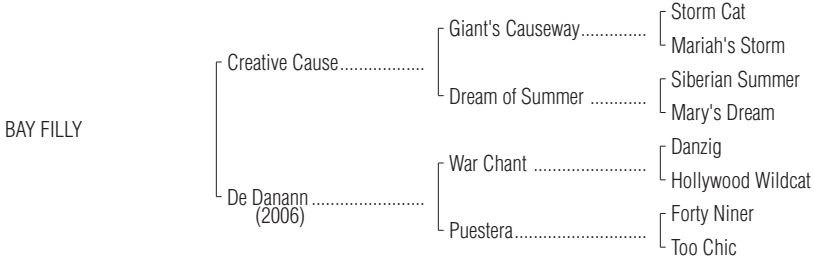 Storm Cat
Giant's Causeway..............
Mariah's Storm
Creative Cause..................
Siberian Summer
Dream of Summer ............
Mary's Dream
BAY FILLY
Danzig
War Chant ........................
Hollywood Wildcat
De Danann ........................
(2006)
Forty Niner
Puestera............................
Too Chic